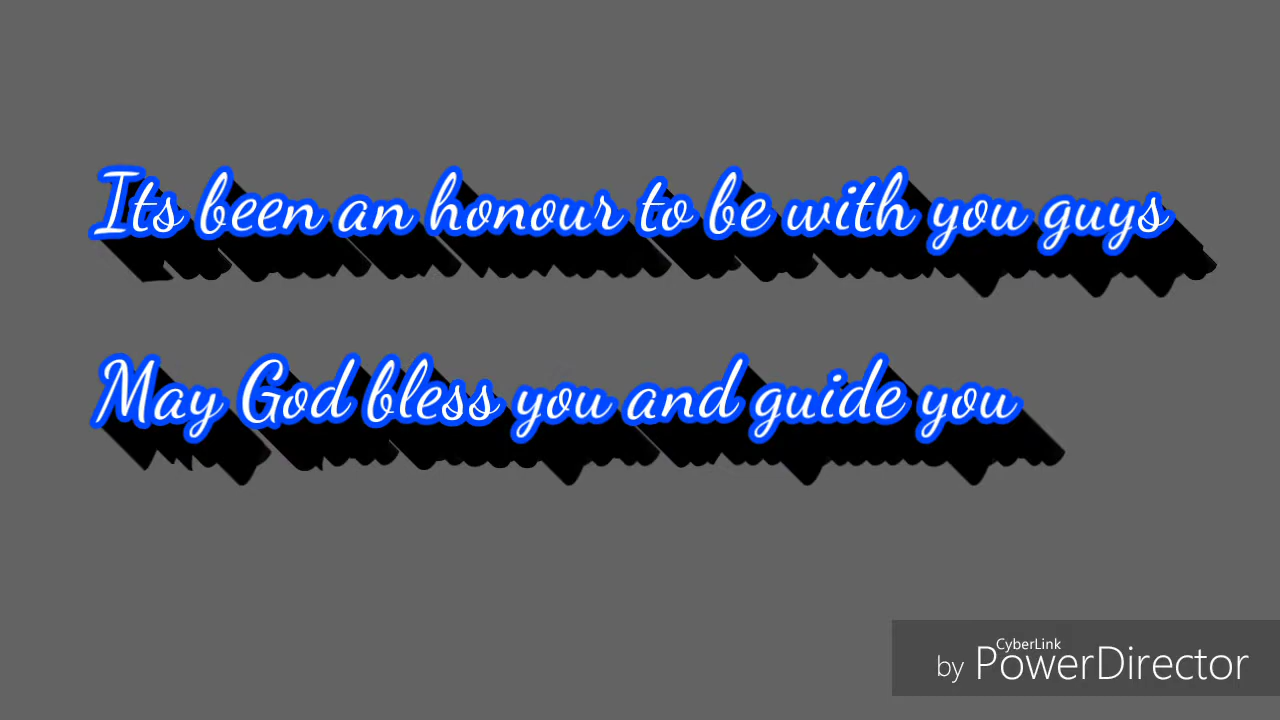 Its been an honour to be with you guys
May God bless you and guide you
CyberLink
by PowerDirector